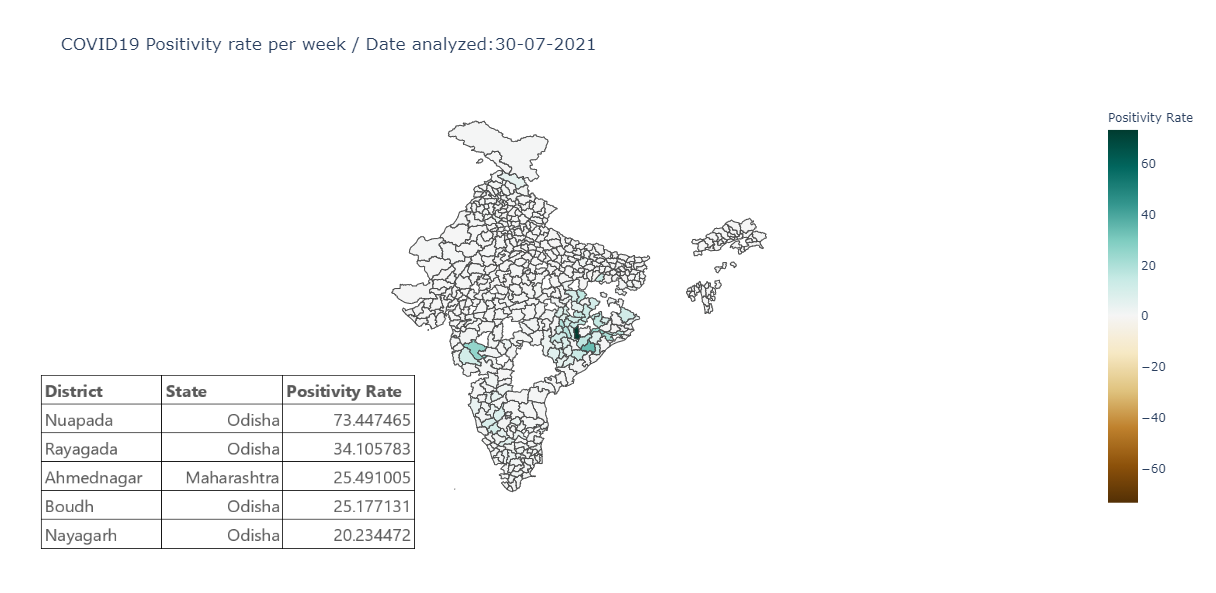 COVID19 Positivity rate per week / Date analyzed:30-07-2021
Positivity Rate
60
40
20
0
−20
−40
−60
District State Positivity Rate
Nuapada Odisha 73.447465
Rayagada Odisha 34.105783
Ahmednagar Maharashtra 25.491005
Boudh Odisha 25.177131
Nayagarh Odisha 20.234472